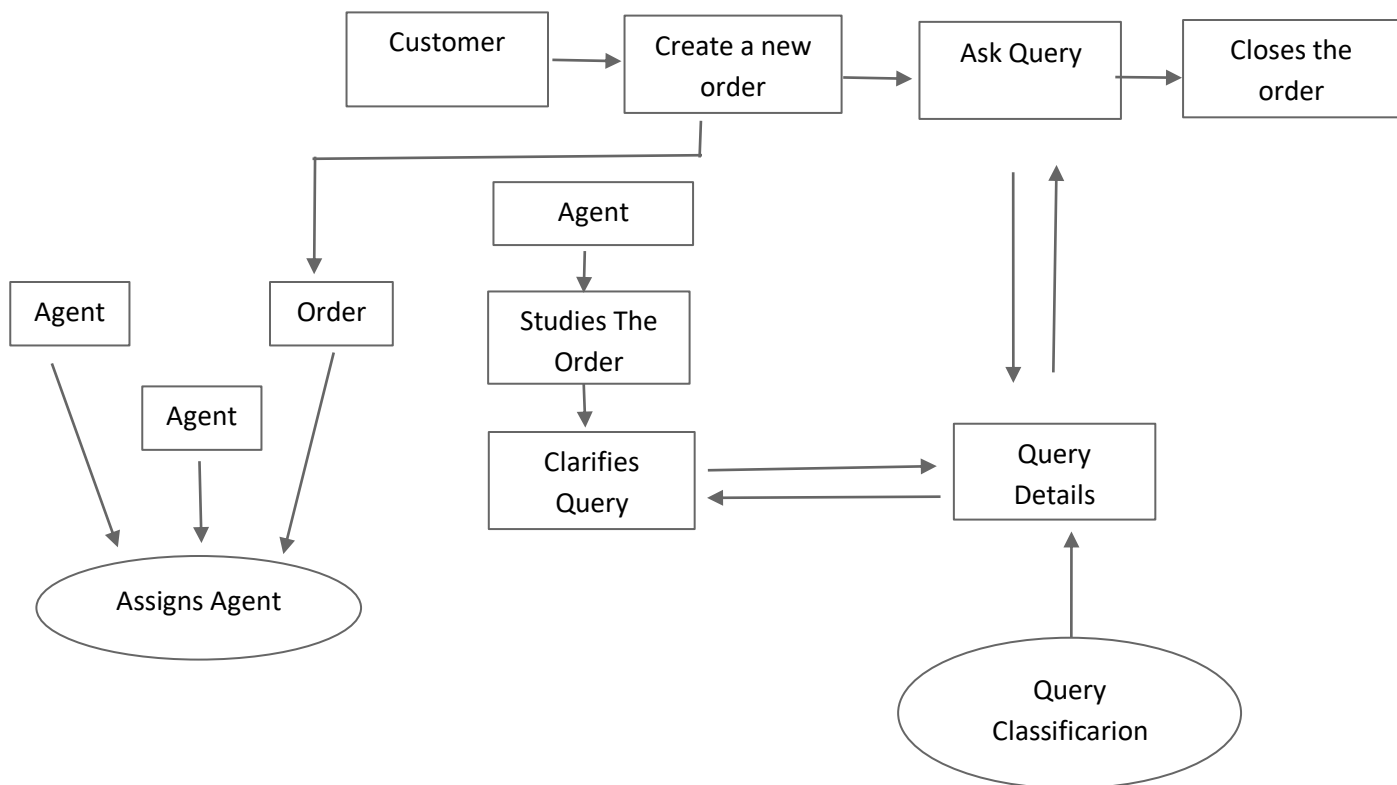 Customer
Create a new
order
Ask Query
Closes the
order
Agent
Agent
Order
Studies The
Order
Agent
Clarifies
Query
Query
Details
Assigns Agent
Query
Classificarion